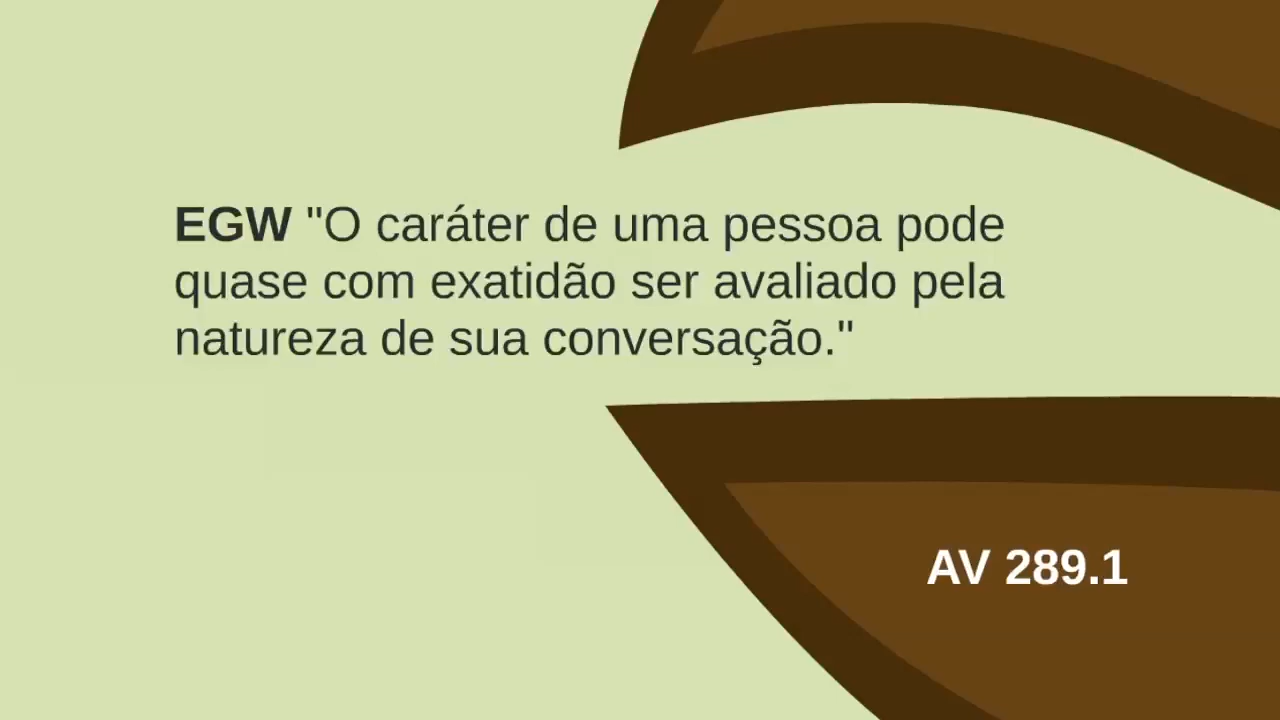 EGW "O caráter de uma pessoa pode
quase com exatidão ser avaliado pela
natureza de sua conversação."
AV 289.1